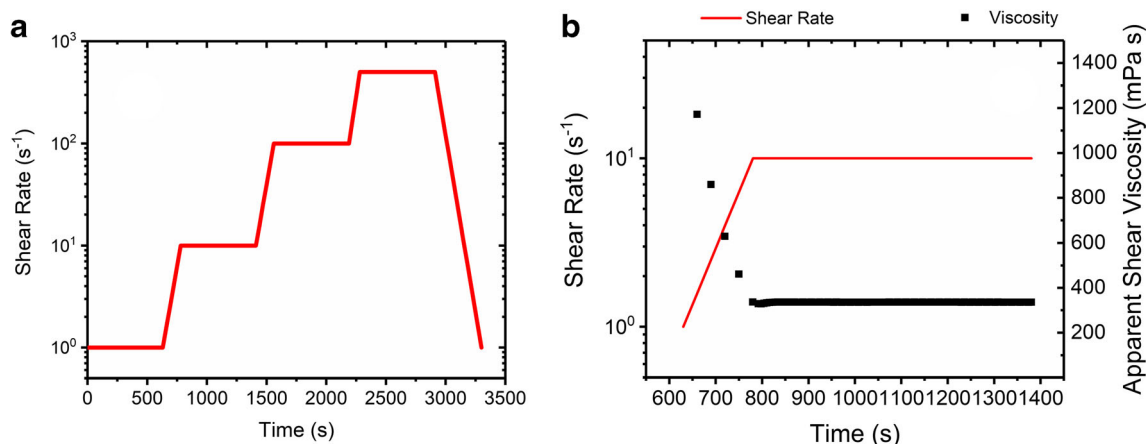 a
10³
10²
10¹
10⁰
Shear Rate (s⁻¹)
0 500 1000 1500 2000 2500 3000 3500
Time (s)
b
Shear Rate Viscosity
10¹
10⁰
Shear Rate (s⁻¹)
1400
1200
1000
800
600
400
200
Apparent Shear Viscosity (mPa s)
600 700 800 900 1000 1100 1200 1300 1400
Time (s)